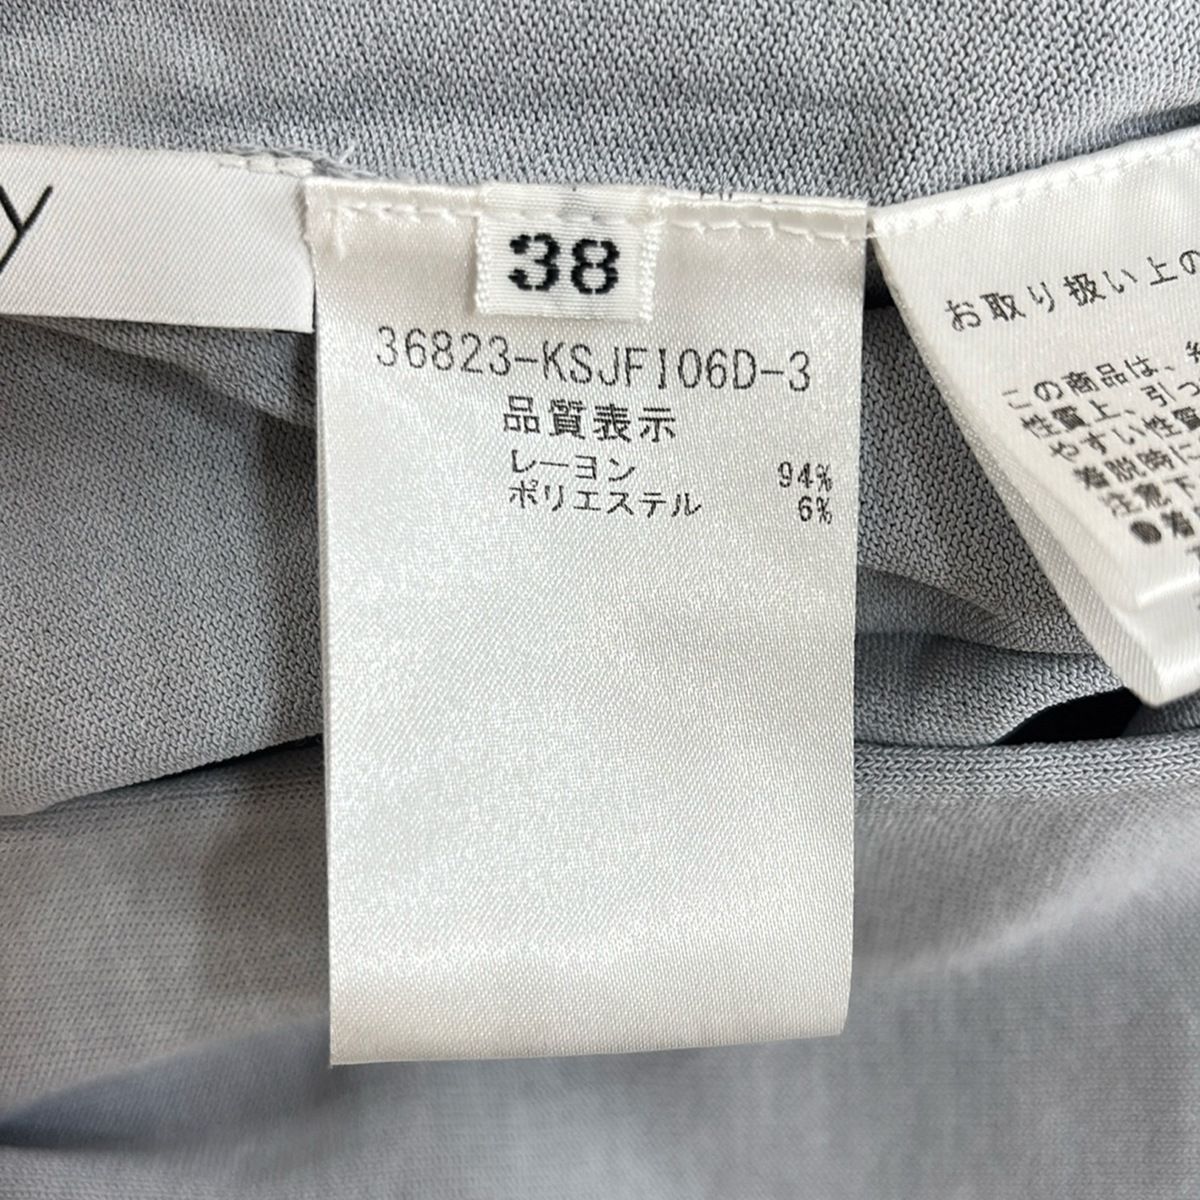 y
38
36823-KSJFI06D-3
品質表示
レーヨン 94%
ポリエステル 6%
お取り扱い上の
この商品は、
性質上、引っ
やすい性質
着脱時に
注意下
●着